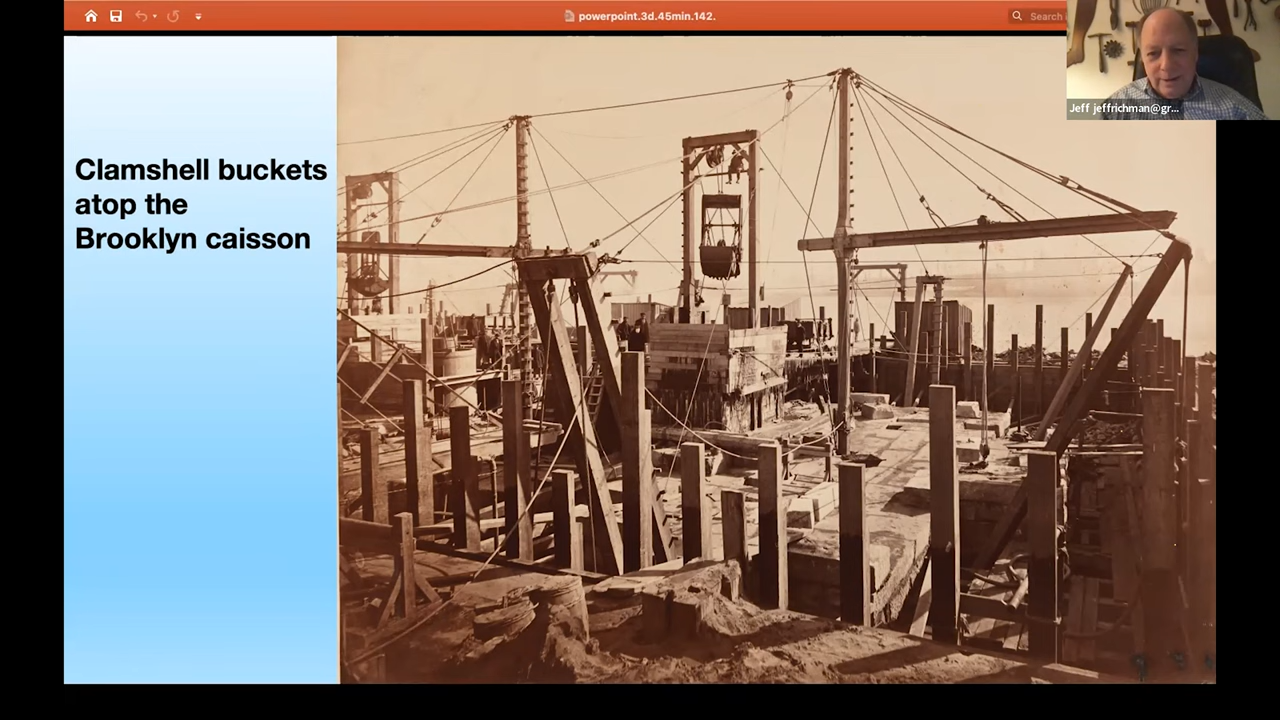 powerpoint.3d.45min.142.
Search
Jeff jeffrichman@gr...
Clamshell buckets
atop the
Brooklyn caisson